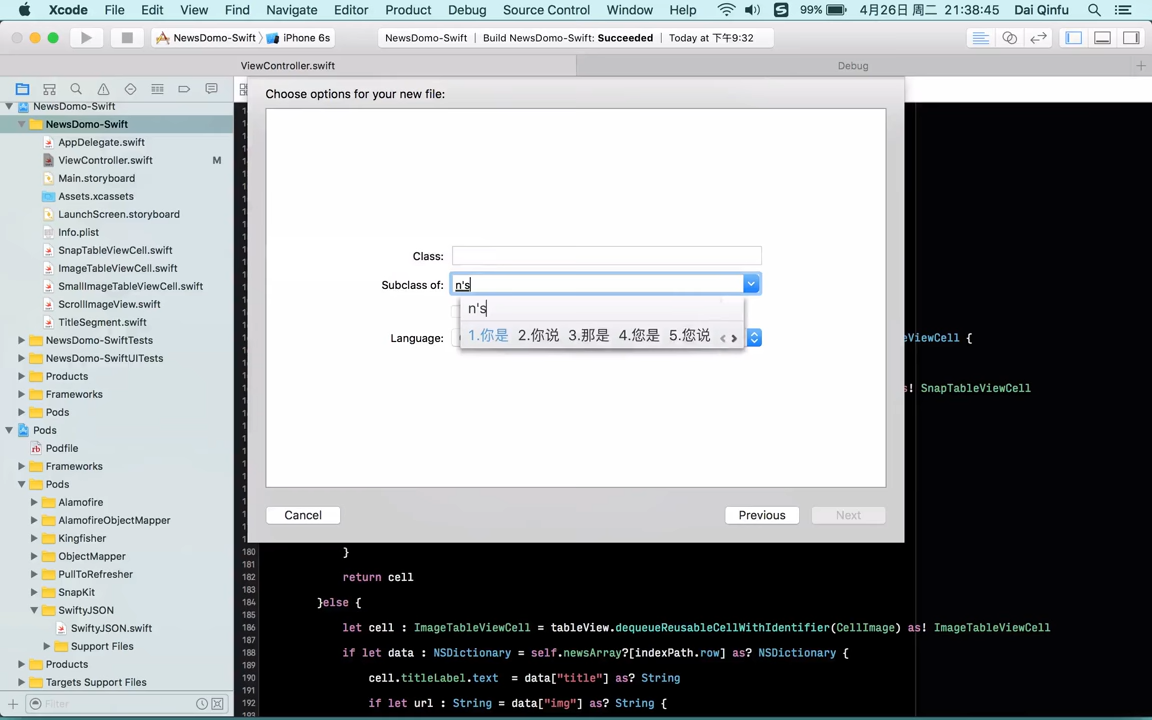 Xcode File Edit View Find Navigate Editor Product Debug Source Control Window Help 99% 4月26日 周二 21:38:45 Dai Qinfu
NewsDomo-Swift iPhone 6s NewsDomo-Swift Build NewsDomo-Swift: Succeeded Today at 下午9:32
ViewController.swift Debug
Choose options for your new file:
NewsDomo-Swift
NewsDomo-Swift
AppDelegate.swift
ViewController.swift M
Main.storyboard
Assets.xcassets
LaunchScreen.storyboard
Info.plist
SnapTableViewCell.swift
ImageTableViewCell.swift
SmallImageTableViewCell.swift
ScrollImageView.swift
TitleSegment.swift
NewsDomo-SwiftTests
NewsDomo-SwiftUITests
Products
Frameworks
Pods
Pods
Podfile
Frameworks
Pods
Alamofire
AlamofireObjectMapper
Kingfisher
ObjectMapper
PullToRefresher
SnapKit
SwiftyJSON
SwiftyJSON.swift
Support Files
Products
Targets Support Files
Filter
Class:
Subclass of: n's
n's
1.你是 2.你说 3.那是 4.您是 5.您说
Language:
Cancel Previous Next
eViewCell {
s! SnapTableViewCell
180 }
181
182 return cell
183
184 }else {
185
186 let cell : ImageTableViewCell = tableView.dequeueReusableCellWithIdentifier(CellImage) as! ImageTableViewCell
187
188 if let data : NSDictionary = self.newsArray?[indexPath.row] as? NSDictionary {
189
190 cell.titleLabel.text = data["title"] as? String
191
192 if let url : String = data["img"] as? String {